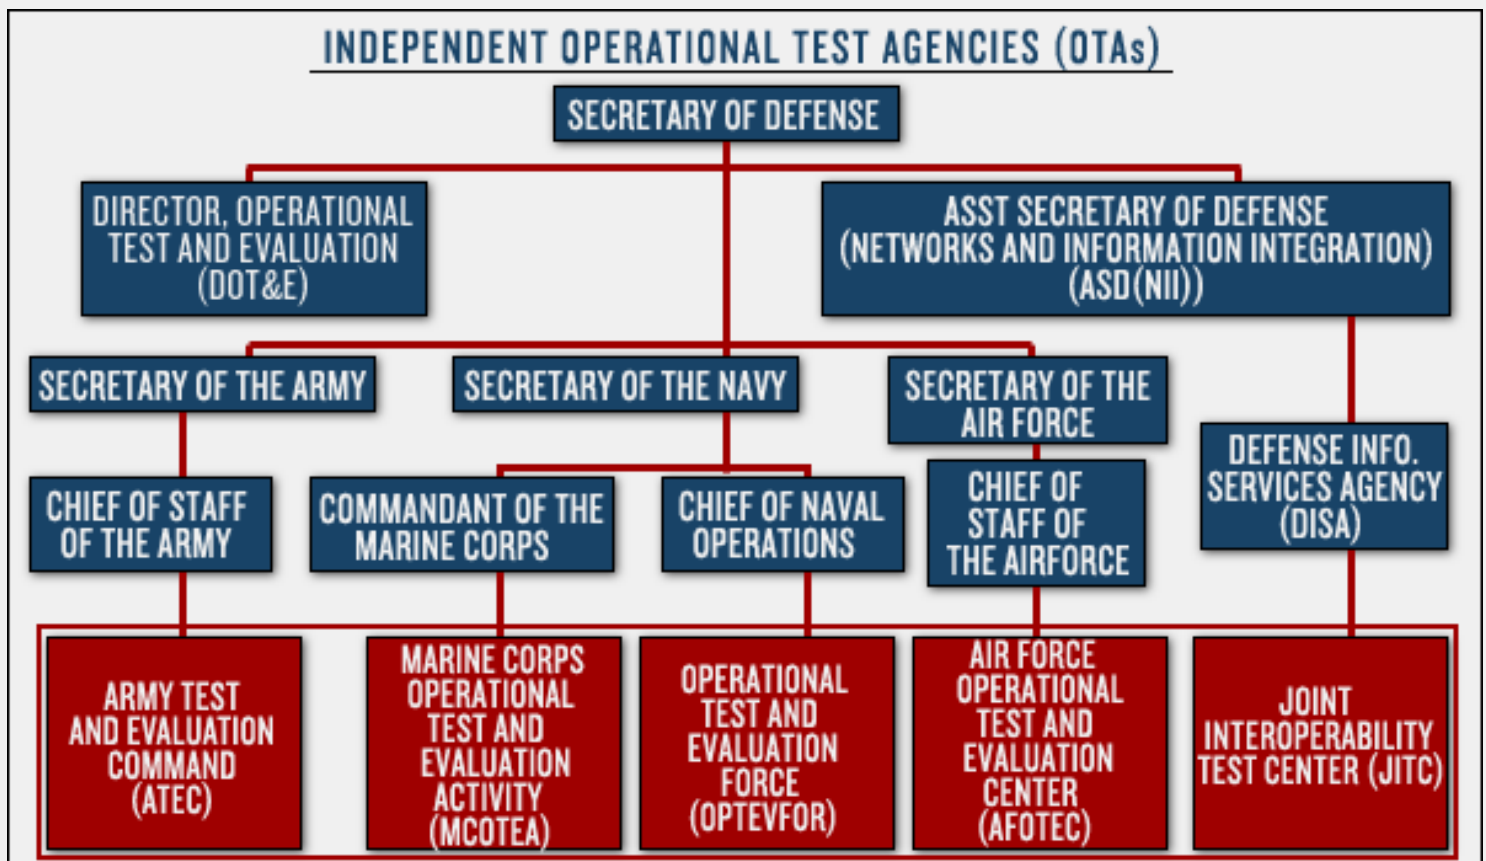 INDEPENDENT OPERATIONAL TEST AGENCIES (OTAs)
SECRETARY OF DEFENSE
DIRECTOR, OPERATIONAL
TEST AND EVALUATION
(DOT&E)
ASST SECRETARY OF DEFENSE
(NETWORKS AND INFORMATION INTEGRATION)
(ASD(NII))
SECRETARY OF THE ARMY
SECRETARY OF THE NAVY
SECRETARY OF THE
AIR FORCE
CHIEF OF STAFF
OF THE ARMY
COMMANDANT OF THE
MARINE CORPS
CHIEF OF NAVAL
OPERATIONS
CHIEF OF
STAFF OF
THE AIRFORCE
DEFENSE INFO.
SERVICES AGENCY
(DISA)
ARMY TEST
AND EVALUATION
COMMAND
(ATEC)
MARINE CORPS
OPERATIONAL
TEST AND
EVALUATION
ACTIVITY
(MCOTEA)
OPERATIONAL
TEST AND
EVALUATION
FORCE
(OPTEVFOR)
AIR FORCE
OPERATIONAL
TEST AND
EVALUATION
CENTER
(AFOTEC)
JOINT
INTEROPERABILITY
TEST CENTER (JITC)